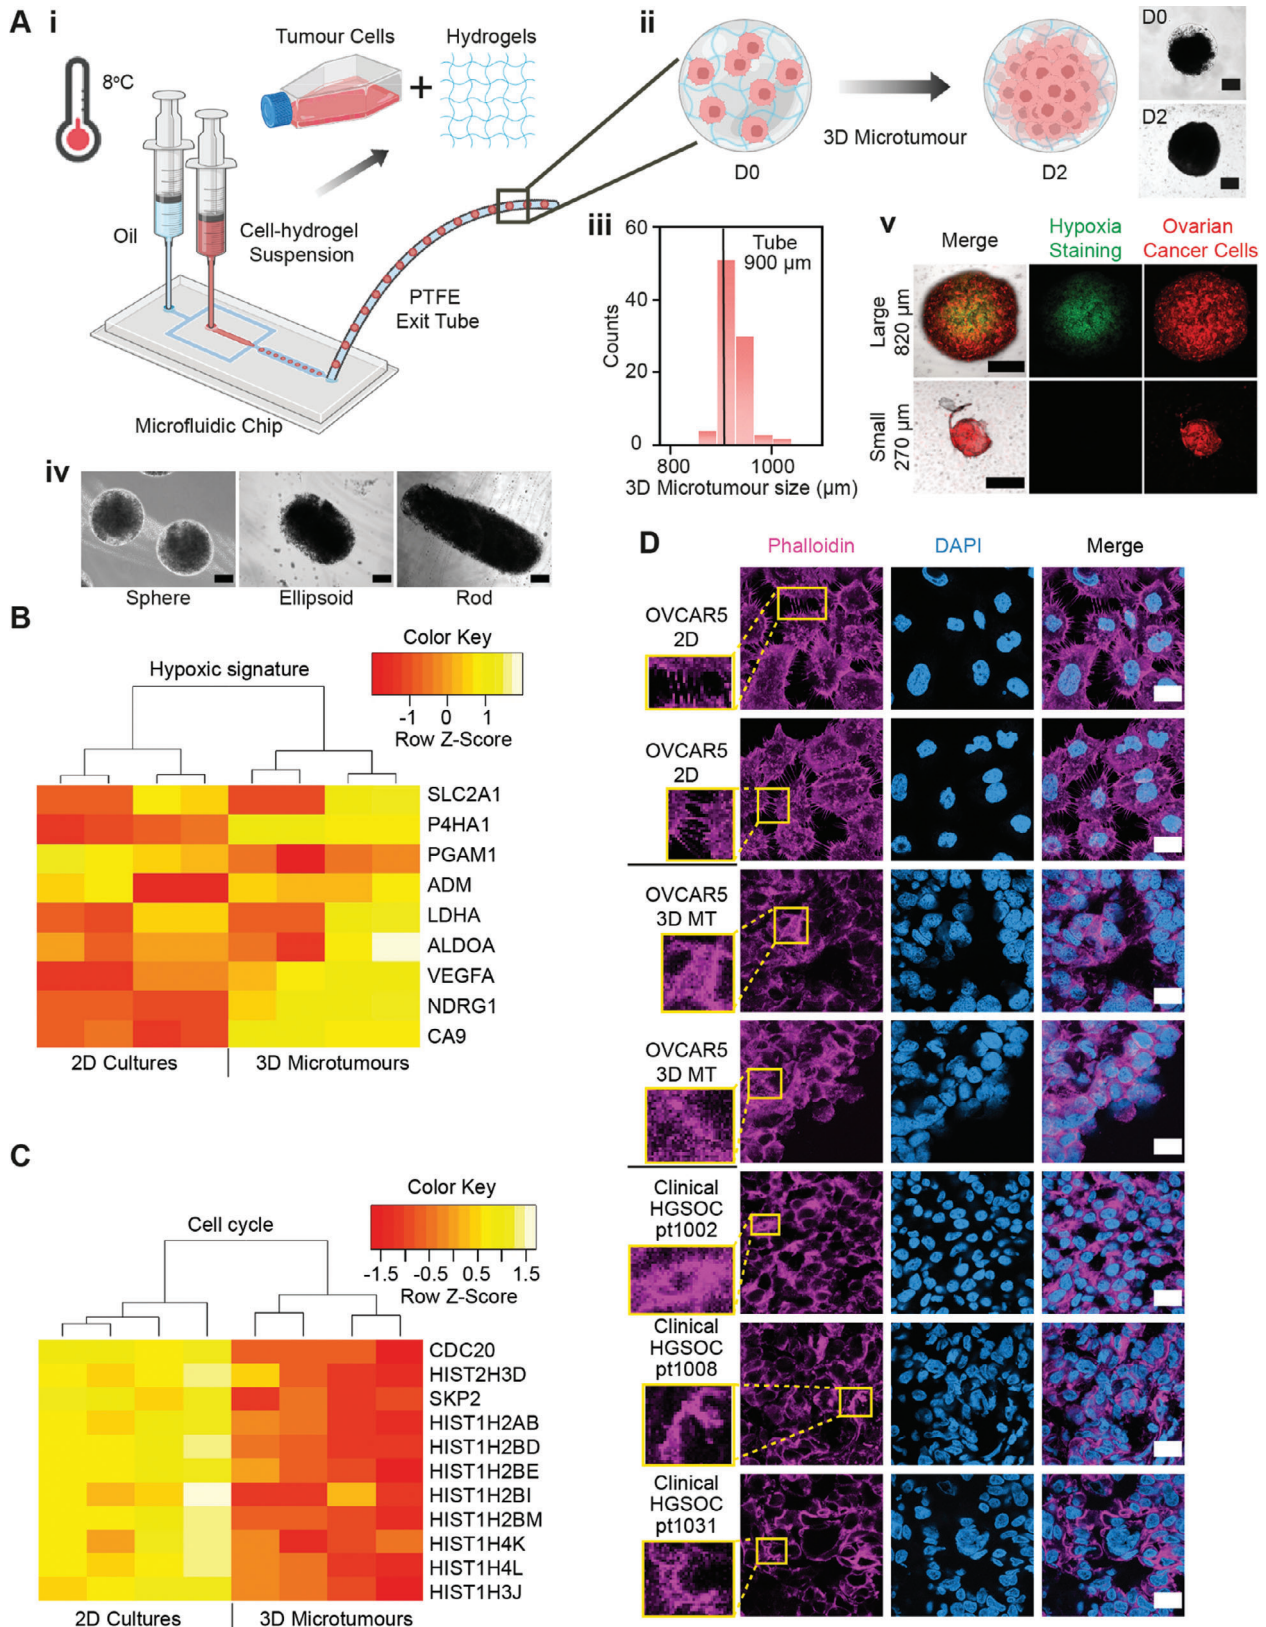 A i
8°C
Tumour Cells
Hydrogels
+
Oil
Cell-hydrogel
Suspension
PTFE
Exit Tube
Microfluidic Chip
ii
D0
3D Microtumour
D2
D0
D2
iii
60
40
20
0
Counts
Tube
900 µm
800
1000
3D Microtumour size (µm)
iv
Sphere
Ellipsoid
Rod
v
Merge
Hypoxia
Staining
Ovarian
Cancer Cells
Large
820 µm
Small
270 µm
B
Color Key
-1 0 1
Row Z-Score
Hypoxic signature
SLC2A1
P4HA1
PGAM1
ADM
LDHA
ALDOA
VEGFA
NDRG1
CA9
2D Cultures
3D Microtumours
C
Color Key
-1.5 -0.5 0.5 1.5
Row Z-Score
Cell cycle
CDC20
HIST2H3D
SKP2
HIST1H2AB
HIST1H2BD
HIST1H2BE
HIST1H2BI
HIST1H2BM
HIST1H4K
HIST1H4L
HIST1H3J
2D Cultures
3D Microtumours
D
Phalloidin
DAPI
Merge
OVCAR5
2D
OVCAR5
2D
OVCAR5
3D MT
OVCAR5
3D MT
Clinical
HGSOC
pt1002
Clinical
HGSOC
pt1008
Clinical
HGSOC
pt1031